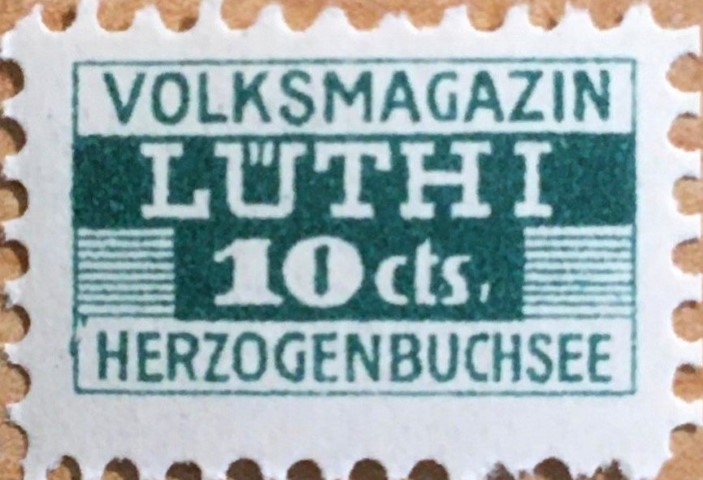 VOLKSMAGAZIN
LÜTHI
10 cts.
HERZOGENBUCHSEE